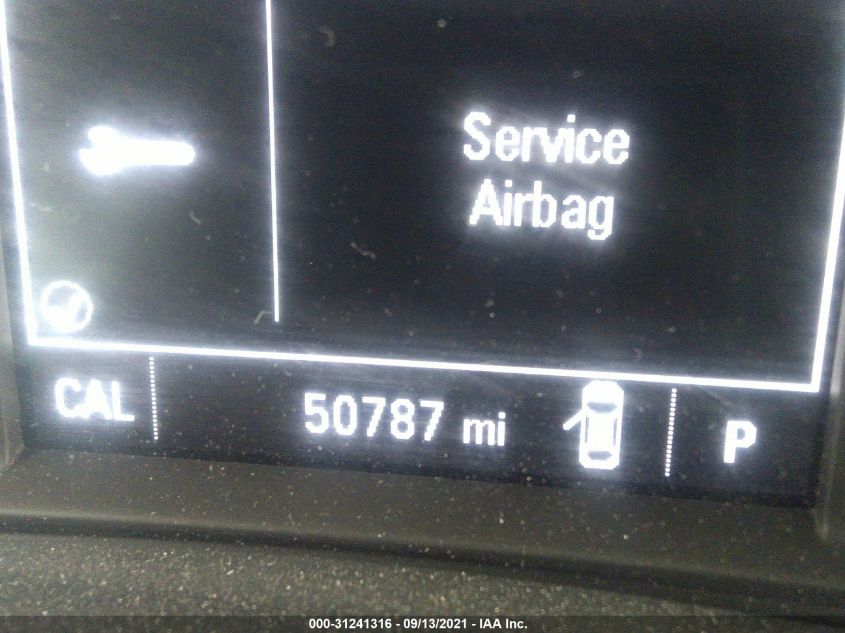 Service
Airbag
CAL
50787 mi
P
000-31241316 - 09/13/2021 - IAA Inc.